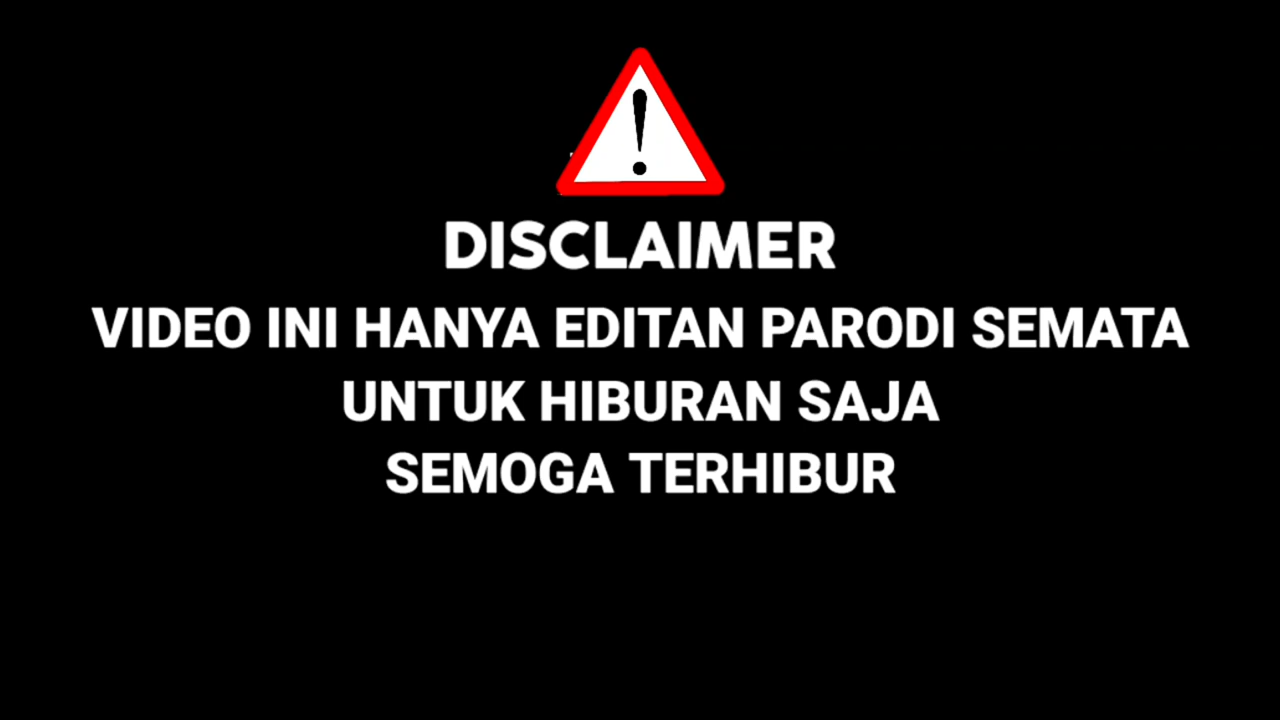 DISCLAIMER
VIDEO INI HANYA EDITAN PARODI SEMATA
UNTUK HIBURAN SAJA
SEMOGA TERHIBUR